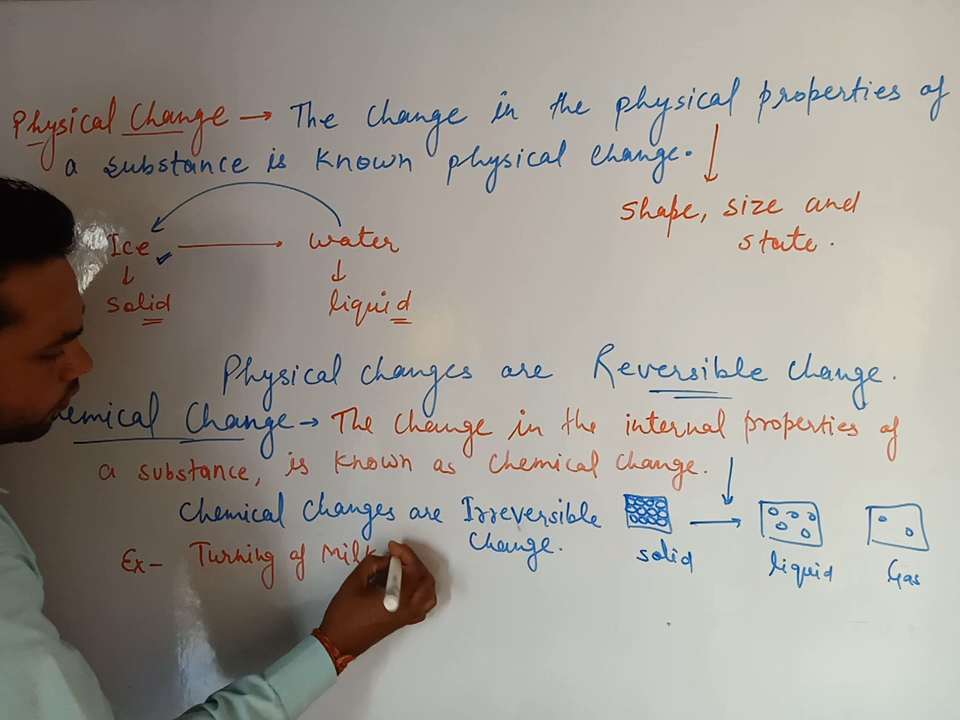 Physical Change → The change in the physical properties of
a substance is known physical change.
shape, size and
state.
Ice → water
↓ ↓
solid liquid
Physical changes are Reversible change.
hemical Change → The change in the internal properties of
a substance, is known as chemical change.
Chemical changes are Irreversible
Change.
solid → liquid Gas
Ex- Turning of Milk